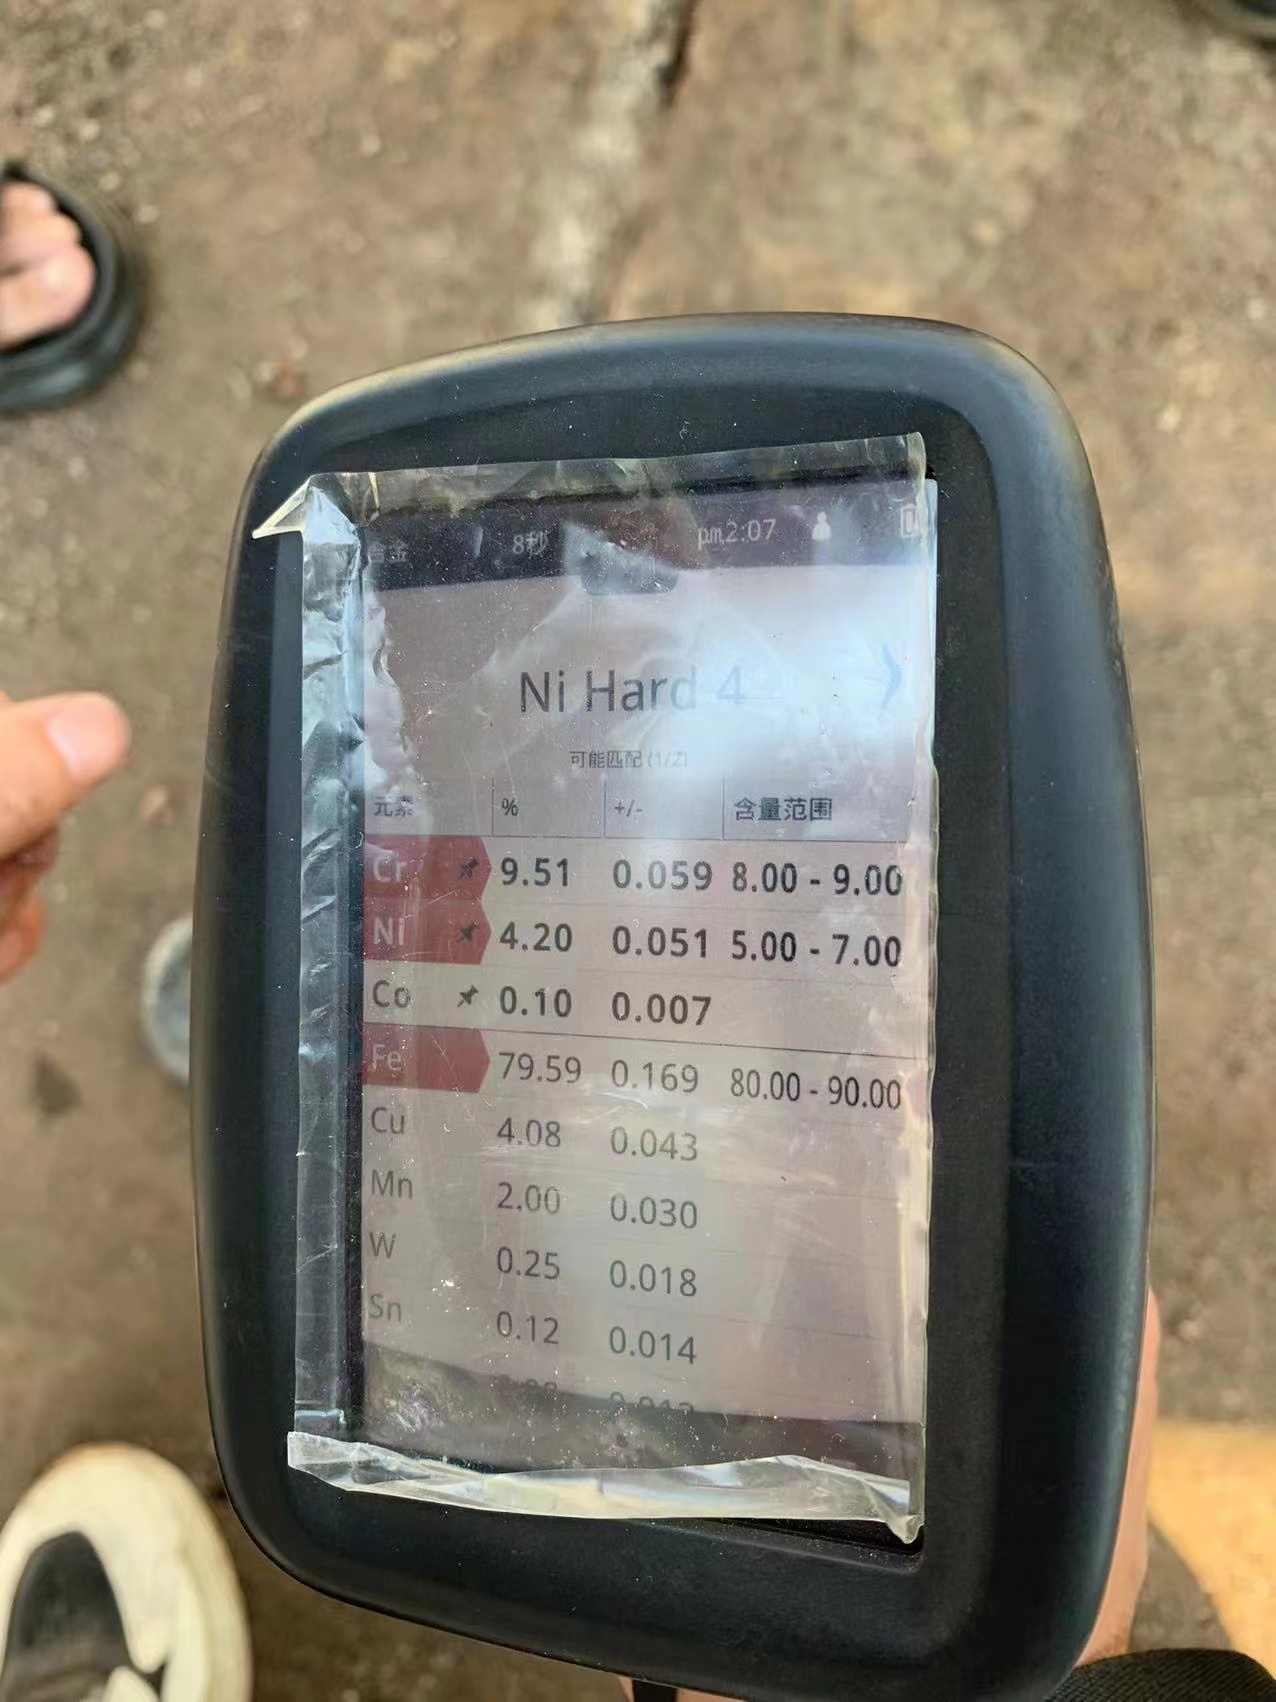 合金 8秒 pm2:07
Ni Hard 4
可能匹配 (1/2)
元素 % +/- 含量范围
Cr 9.51 0.059 8.00 - 9.00
Ni 4.20 0.051 5.00 - 7.00
Co 0.10 0.007
Fe 79.59 0.169 80.00 - 90.00
Cu 4.08 0.043
Mn 2.00 0.030
W 0.25 0.018
Sn 0.12 0.014